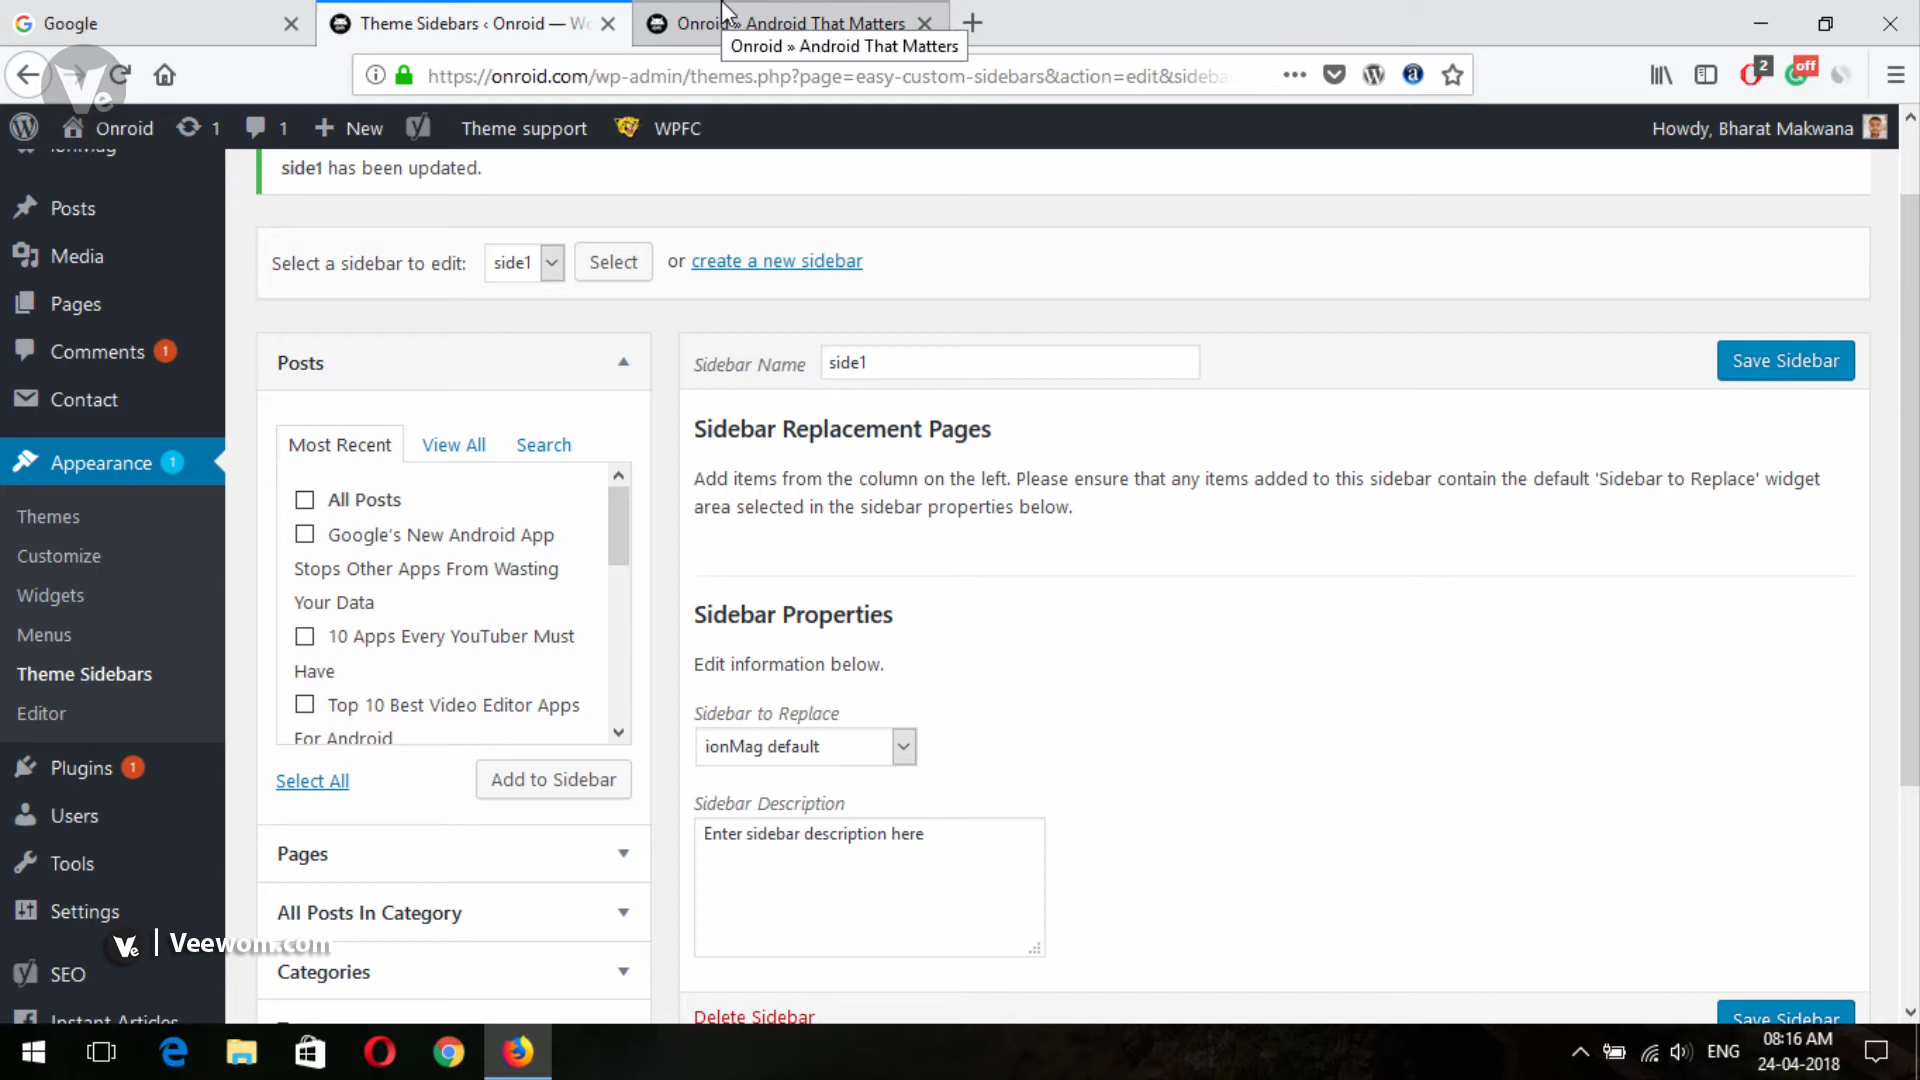 Google
Theme Sidebars ‹ Onroid — Wo
Onroid » Android That Matters
Onroid » Android That Matters
https://onroid.com/wp-admin/themes.php?page=easy-custom-sidebars&action=edit&sideba
2
off
Onroid
1
1
New
Theme support
WPFC
Howdy, Bharat Makwana
ionMag
side1 has been updated.
Posts
Media
Pages
Comments 1
Contact
Appearance 1
Themes
Customize
Widgets
Menus
Theme Sidebars
Editor
Plugins 1
Users
Tools
Settings
SEO
Instant Articles
Select a sidebar to edit: side1 Select or create a new sidebar
Posts
Most Recent View All Search
All Posts
Google's New Android App
Stops Other Apps From Wasting
Your Data
10 Apps Every YouTuber Must
Have
Top 10 Best Video Editor Apps
For Android
Select All Add to Sidebar
Pages
All Posts In Category
Categories
Sidebar Name side1 Save Sidebar
Sidebar Replacement Pages
Add items from the column on the left. Please ensure that any items added to this sidebar contain the default 'Sidebar to Replace' widget
area selected in the sidebar properties below.
Sidebar Properties
Edit information below.
Sidebar to Replace
ionMag default
Sidebar Description
Enter sidebar description here
Delete Sidebar Save Sidebar
Ve | Veewom.com
ENG
08:16 AM
24-04-2018